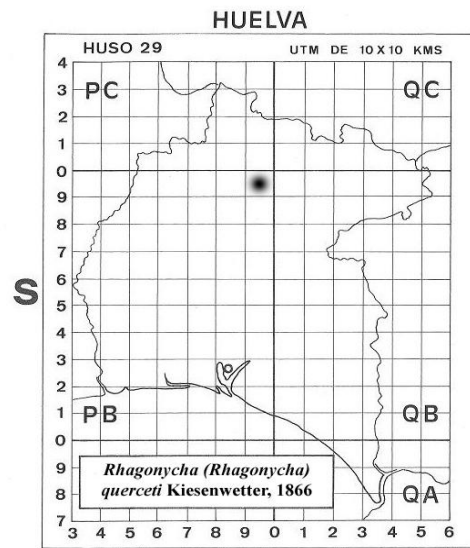 HUELVA
HUSO 29 UTM DE 10 X 10 KMS
4
PC QC
3
2
1
0
9
8
7
6
S
5
4
3
2
PB QB
1
0
9
Rhagonycha (Rhagonycha)
querceti Kiesenwetter, 1866
QA
8
7
3 4 5 6 7 8 9 0 1 2 3 4 5 6